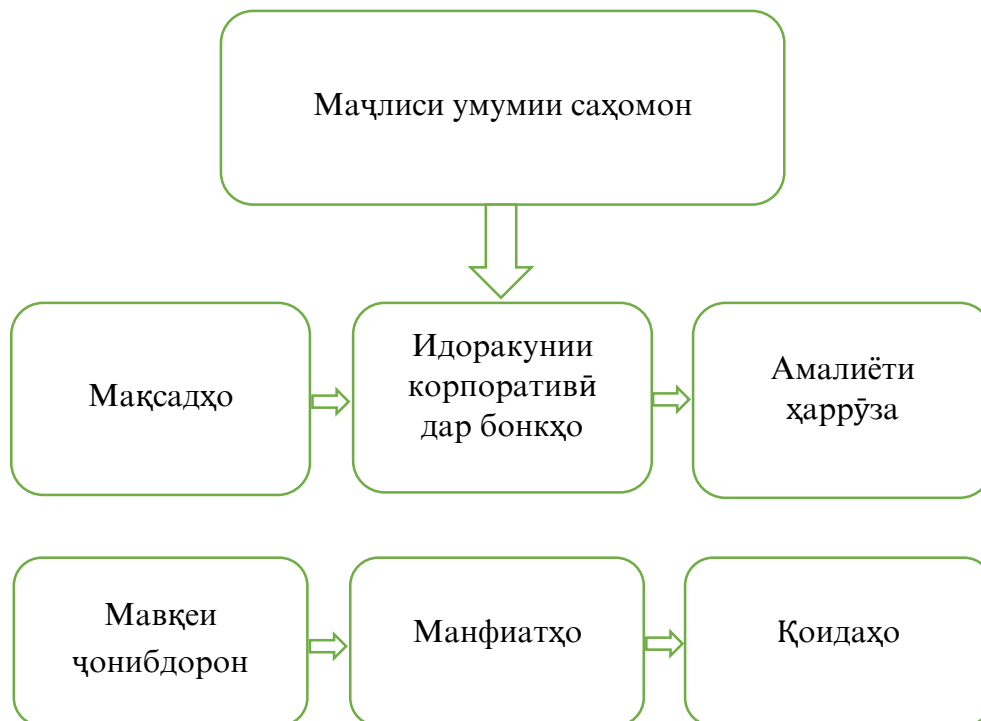 Маҷлиси умумии саҳомон
Мақсадҳо
Идоракунии
корпоративӣ
дар бонкҳо
Амалиёти
ҳаррӯза
Мавқеи
ҷонибдорон
Манфиатҳо
Қоидаҳо